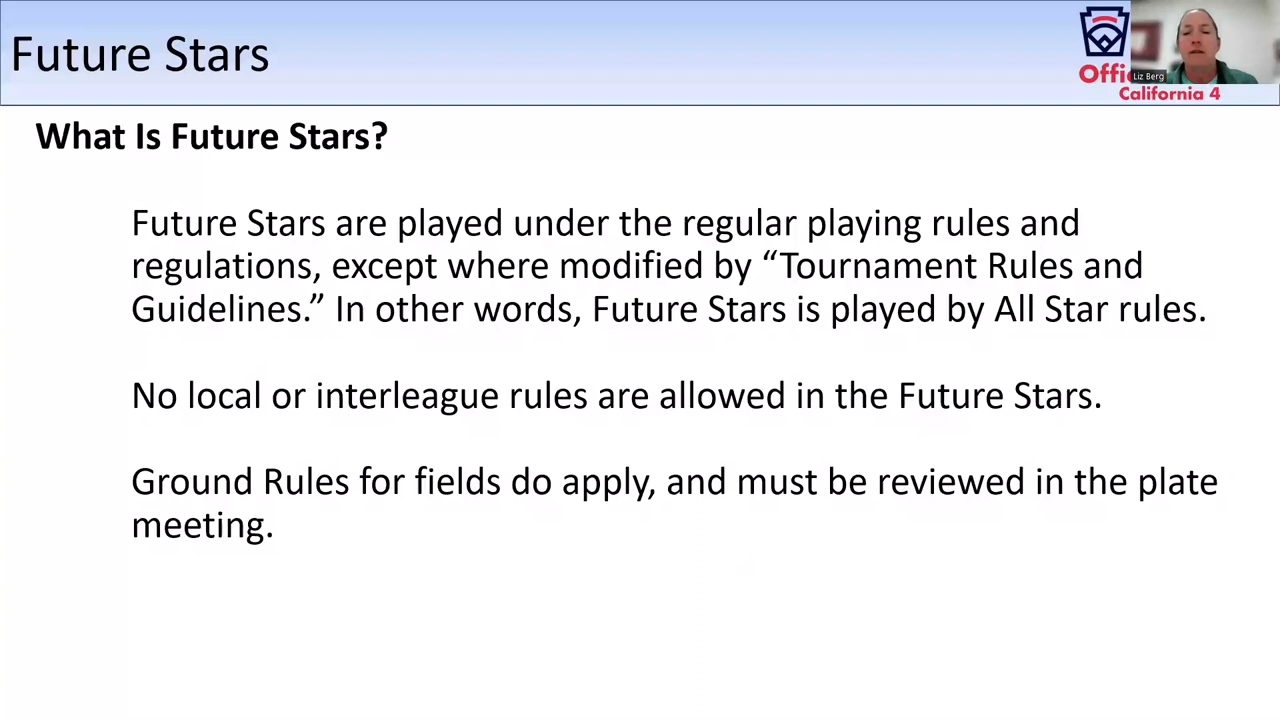 Future Stars
Offi
Liz Berg
California 4
What Is Future Stars?
Future Stars are played under the regular playing rules and
regulations, except where modified by “Tournament Rules and
Guidelines.” In other words, Future Stars is played by All Star rules.
No local or interleague rules are allowed in the Future Stars.
Ground Rules for fields do apply, and must be reviewed in the plate
meeting.